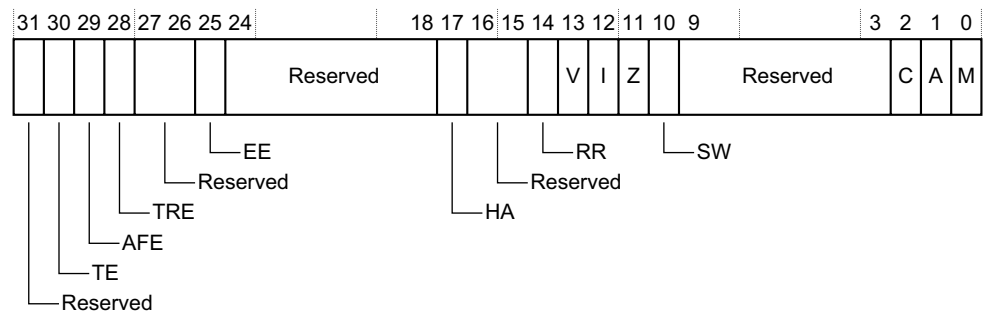 31 30 29 28 27 26 25 24 18 17 16 15 14 13 12 11 10 9 3 2 1 0
Reserved V I Z Reserved C A M
EE RR SW
Reserved Reserved
TRE HA
AFE
TE
Reserved